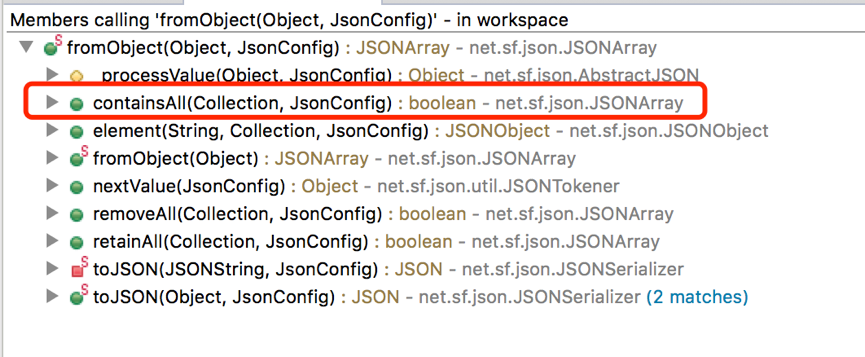 Members calling 'fromObject(Object, JsonConfig)' - in workspace
fromObject(Object, JsonConfig) : JSONArray - net.sf.json.JSONArray
_processValue(Object, JsonConfig) : Object - net.sf.json.AbstractJSON
containsAll(Collection, JsonConfig) : boolean - net.sf.json.JSONArray
element(String, Collection, JsonConfig) : JSONObject - net.sf.json.JSONObject
fromObject(Object) : JSONArray - net.sf.json.JSONArray
nextValue(JsonConfig) : Object - net.sf.json.util.JSONTokener
removeAll(Collection, JsonConfig) : boolean - net.sf.json.JSONArray
retainAll(Collection, JsonConfig) : boolean - net.sf.json.JSONArray
toJSON(JSONString, JsonConfig) : JSON - net.sf.json.JSONSerializer
toJSON(Object, JsonConfig) : JSON - net.sf.json.JSONSerializer (2 matches)